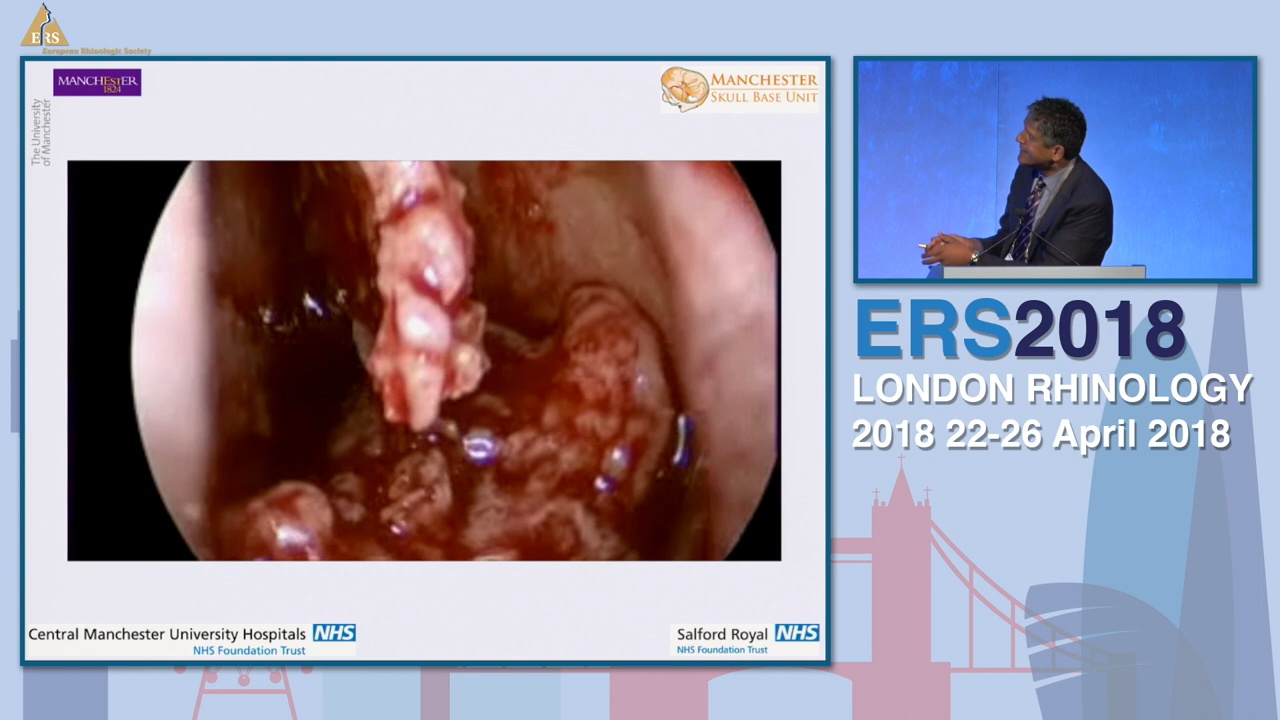 ERS
European Rhinologic Society
MANCHESTER
1824
The University
of Manchester
MANCHESTER
SKULL BASE UNIT
Central Manchester University Hospitals NHS
NHS Foundation Trust
Salford Royal NHS
NHS Foundation Trust
ERS2018
LONDON RHINOLOGY
2018 22-26 April 2018